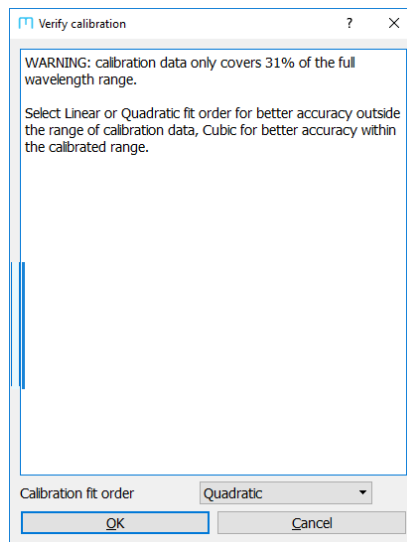 Verify calibration
?
WARNING: calibration data only covers 31% of the full
wavelength range.
Select Linear or Quadratic fit order for better accuracy outside
the range of calibration data, Cubic for better accuracy within
the calibrated range.
Calibration fit order
Quadratic
OK
Cancel